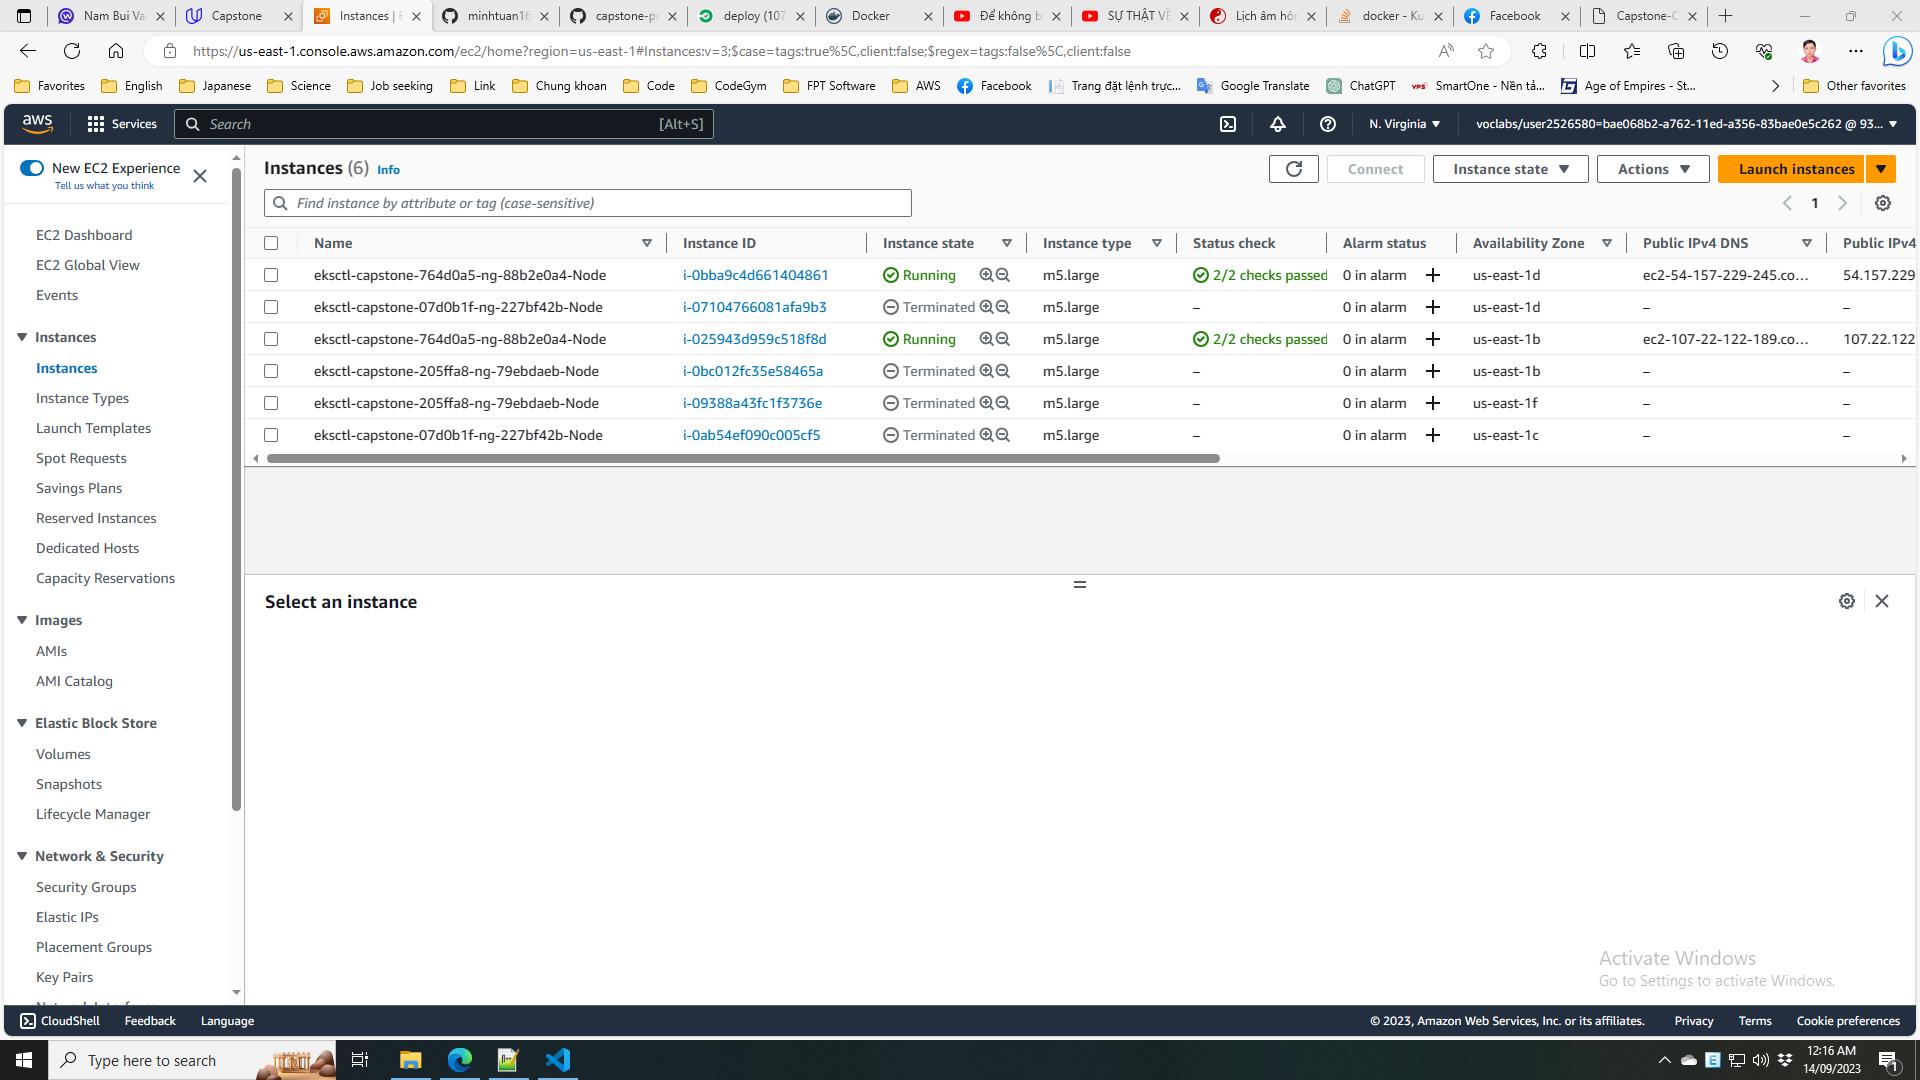 Nam Bui Va
Capstone
Instances | E
minhtuan16
capstone-p
deploy (107
Docker
Để không b
SỰ THẬT VỀ
Lịch âm hôm
docker - Ku
Facebook
Capstone-C
https://us-east-1.console.aws.amazon.com/ec2/home?region=us-east-1#Instances:v=3;$case=tags:true%5C,client:false;$regex=tags:false%5C,client:false
Favorites English Japanese Science Job seeking Link Chung khoan Code CodeGym FPT Software AWS Facebook Trang đặt lệnh trực... Google Translate ChatGPT SmartOne - Nền tả... Age of Empires - St... Other favorites
aws Services Search [Alt+S] N. Virginia voclabs/user2526580=bae068b2-a762-11ed-a356-83bae0e5c262 @ 93...
New EC2 Experience
Tell us what you think
EC2 Dashboard
EC2 Global View
Events
Instances
Instances
Instance Types
Launch Templates
Spot Requests
Savings Plans
Reserved Instances
Dedicated Hosts
Capacity Reservations
Images
AMIs
AMI Catalog
Elastic Block Store
Volumes
Snapshots
Lifecycle Manager
Network & Security
Security Groups
Elastic IPs
Placement Groups
Key Pairs
Instances (6) Info Connect Instance state Actions Launch instances
Find instance by attribute or tag (case-sensitive) 1
Name Instance ID Instance state Instance type Status check Alarm status Availability Zone Public IPv4 DNS Public IPv4
eksctl-capstone-764d0a5-ng-88b2e0a4-Node i-0bba9c4d661404861 Running m5.large 2/2 checks passed 0 in alarm + us-east-1d ec2-54-157-229-245.co... 54.157.229
eksctl-capstone-07d0b1f-ng-227bf42b-Node i-07104766081afa9b3 Terminated m5.large – 0 in alarm + us-east-1d – –
eksctl-capstone-764d0a5-ng-88b2e0a4-Node i-025943d959c518f8d Running m5.large 2/2 checks passed 0 in alarm + us-east-1b ec2-107-22-122-189.co... 107.22.122
eksctl-capstone-205ffa8-ng-79ebdaeb-Node i-0bc012fc35e58465a Terminated m5.large – 0 in alarm + us-east-1b – –
eksctl-capstone-205ffa8-ng-79ebdaeb-Node i-09388a43fc1f3736e Terminated m5.large – 0 in alarm + us-east-1f – –
eksctl-capstone-07d0b1f-ng-227bf42b-Node i-0ab54ef090c005cf5 Terminated m5.large – 0 in alarm + us-east-1c – –
Select an instance
Activate Windows
Go to Settings to activate Windows.
CloudShell Feedback Language © 2023, Amazon Web Services, Inc. or its affiliates. Privacy Terms Cookie preferences
Type here to search
12:16 AM
14/09/2023
1